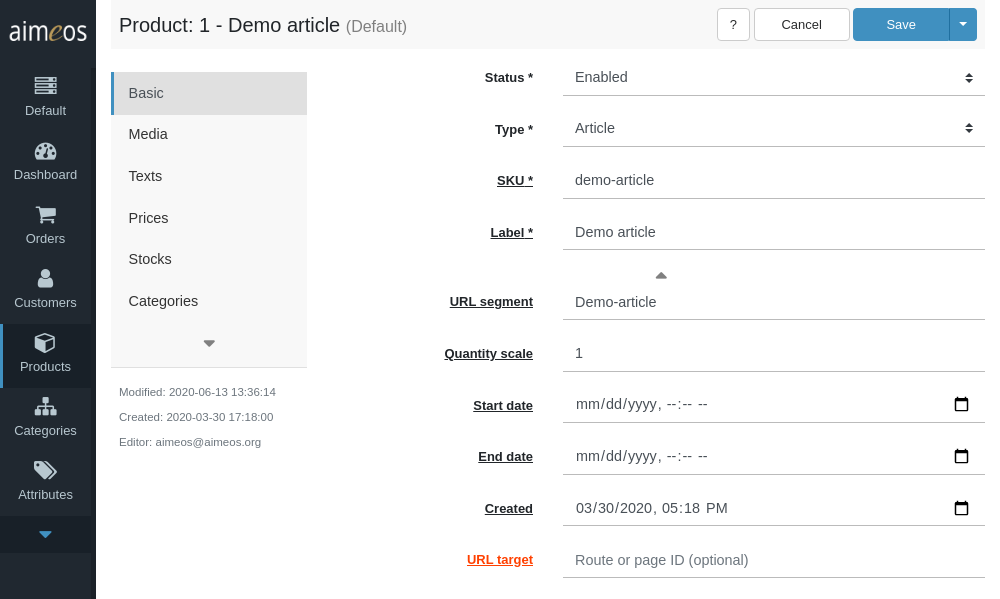 aimeos
Default
Dashboard
Orders
Customers
Products
Categories
Attributes
Product: 1 - Demo article (Default)
?
Cancel
Save
Basic
Media
Texts
Prices
Stocks
Categories
Modified: 2020-06-13 13:36:14
Created: 2020-03-30 17:18:00
Editor: aimeos@aimeos.org
Status * Enabled
Type * Article
SKU * demo-article
Label * Demo article
URL segment Demo-article
Quantity scale 1
Start date mm/dd/yyyy, --:-- --
End date mm/dd/yyyy, --:-- --
Created 03/30/2020, 05:18 PM
URL target Route or page ID (optional)